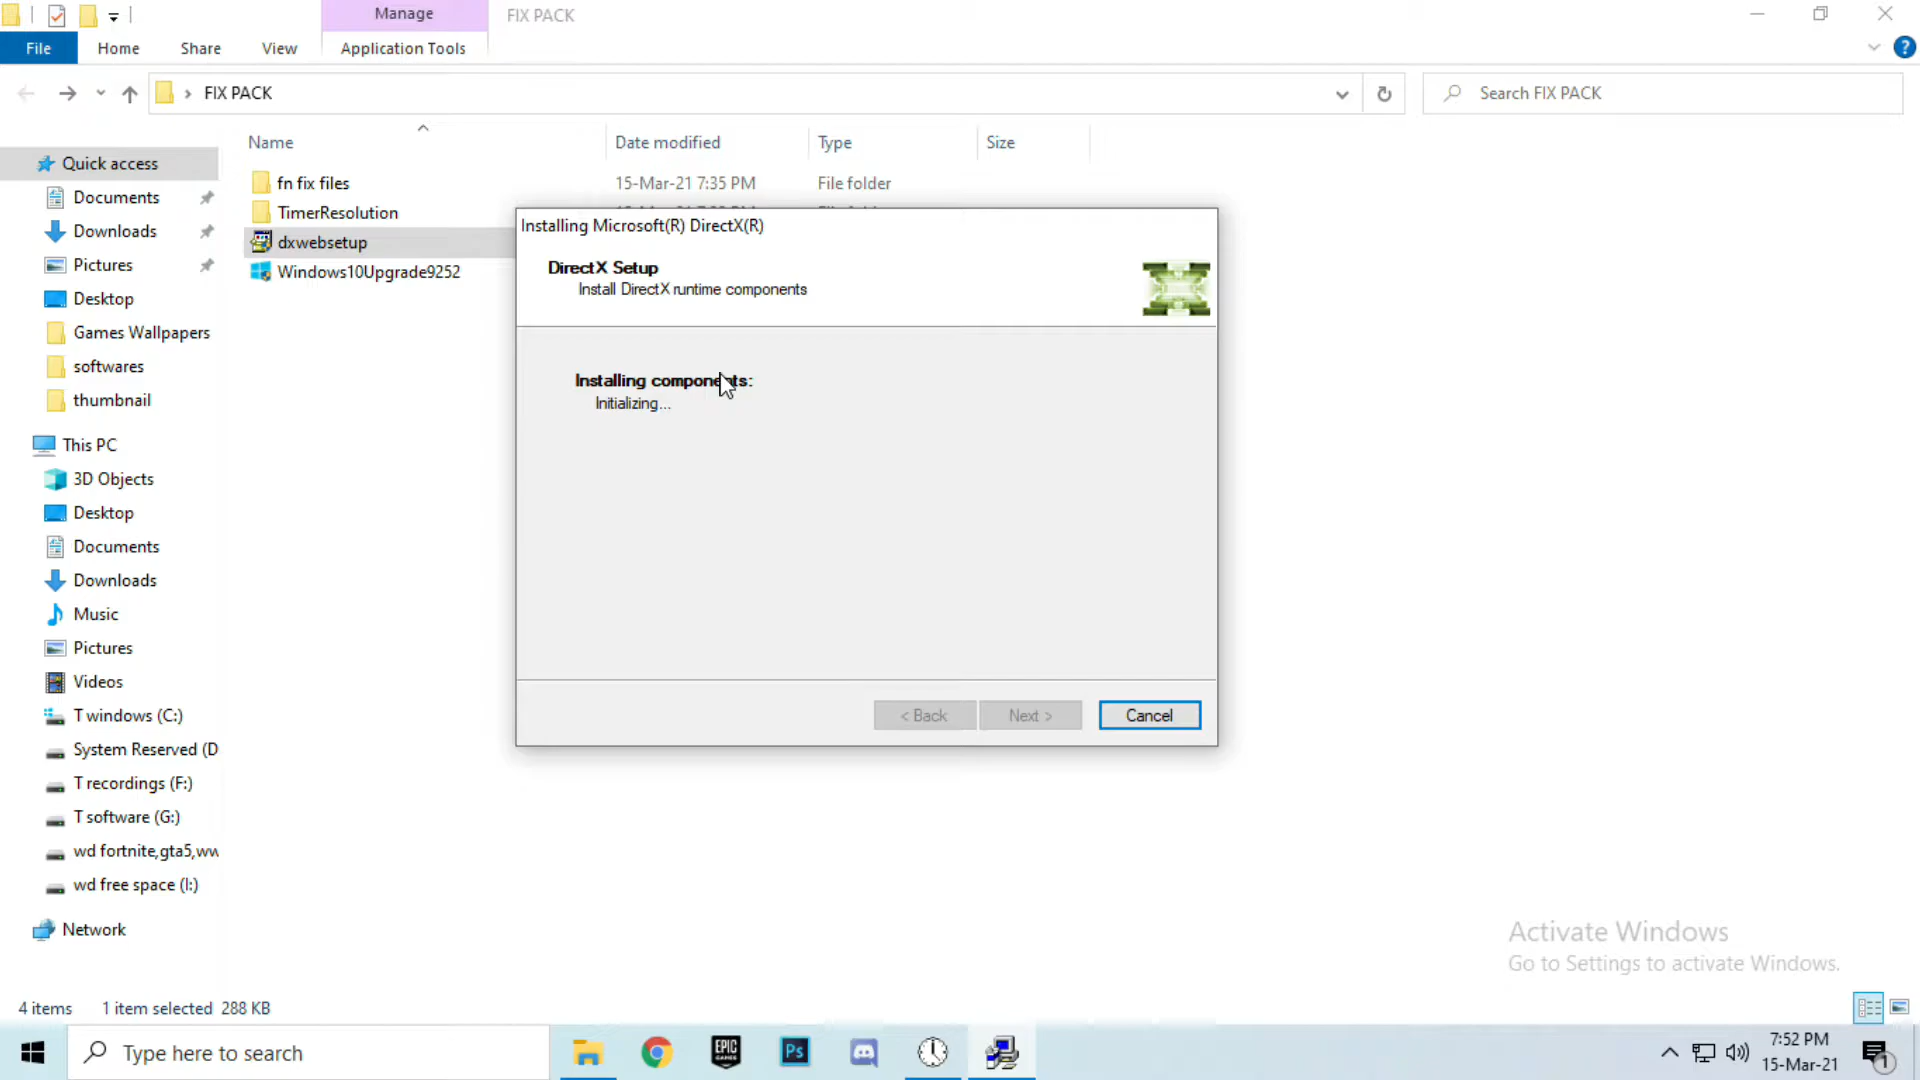 Manage
FIX PACK
File
Home
Share
View
Application Tools
FIX PACK
Search FIX PACK
Name
Date modified
Type
Size
Quick access
Documents
Downloads
Pictures
Desktop
Games Wallpapers
softwares
thumbnail
This PC
3D Objects
Desktop
Documents
Downloads
Music
Pictures
Videos
T windows (C:)
System Reserved (D
T recordings (F:)
T software (G:)
wd fortnite,gta5,ww
wd free space (I:)
Network
fn fix files
15-Mar-21 7:35 PM
File folder
TimerResolution
dxwebsetup
Windows10Upgrade9252
Installing Microsoft(R) DirectX(R)
DirectX Setup
Install DirectX runtime components
Installing components:
Initializing...
< Back
Next >
Cancel
Activate Windows
Go to Settings to activate Windows.
4 items
1 item selected 288 KB
Type here to search
EPIC GAMES
Ps
7:52 PM
15-Mar-21
1